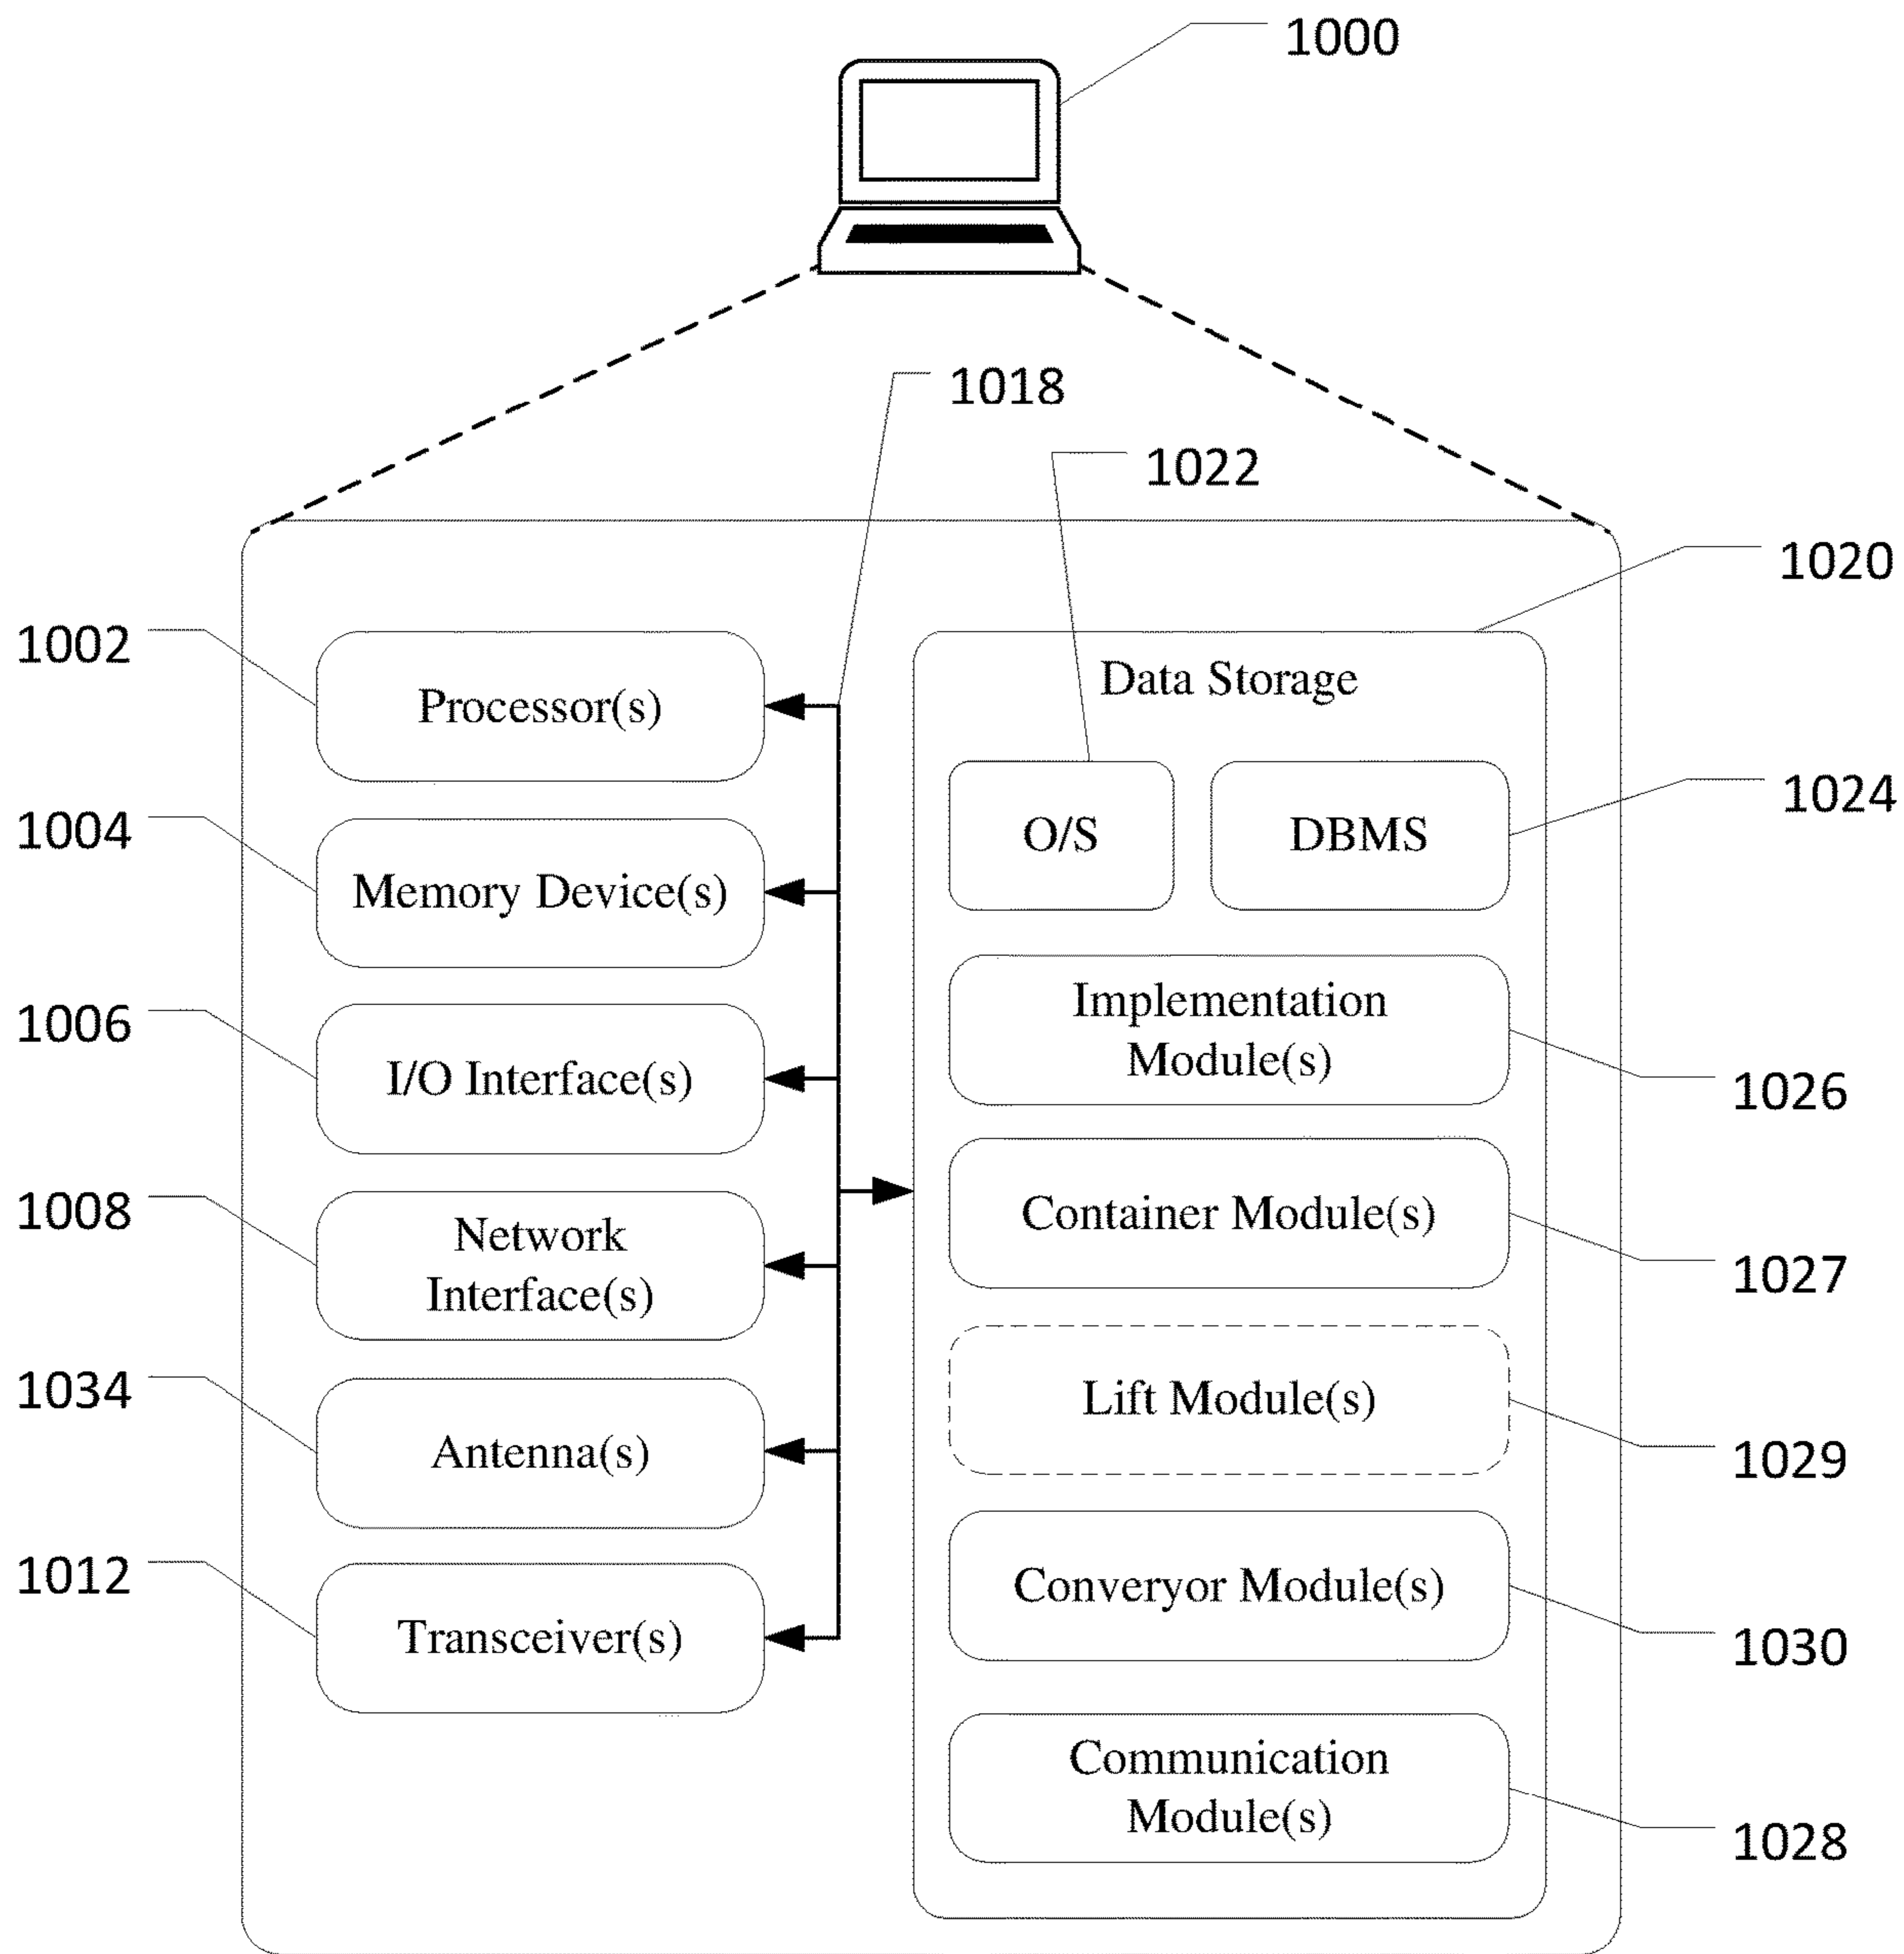 1000
1018
1022
1020
1002
Processor(s)
Data Storage
1004
Memory Device(s)
O/S
DBMS
1024
1006
I/O Interface(s)
Implementation
Module(s)
1026
1008
Network
Interface(s)
Container Module(s)
1027
1034
Antenna(s)
Lift Module(s)
1029
1012
Transceiver(s)
Converyor Module(s)
1030
Communication
Module(s)
1028